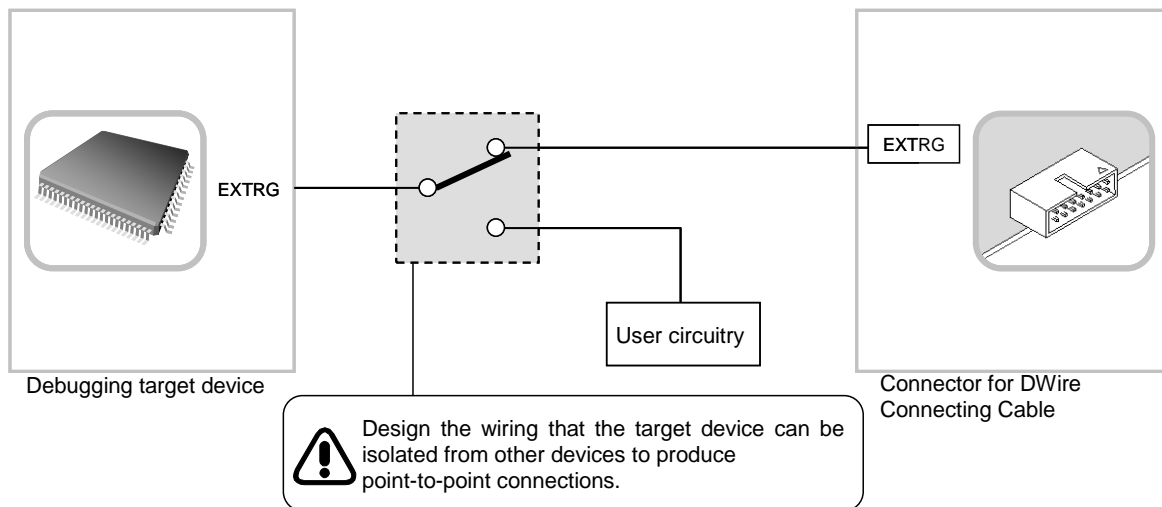 EXTRG
EXTRG
User circuitry
Debugging target device
Connector for DWire
Connecting Cable
Design the wiring that the target device can be
isolated from other devices to produce
point-to-point connections.